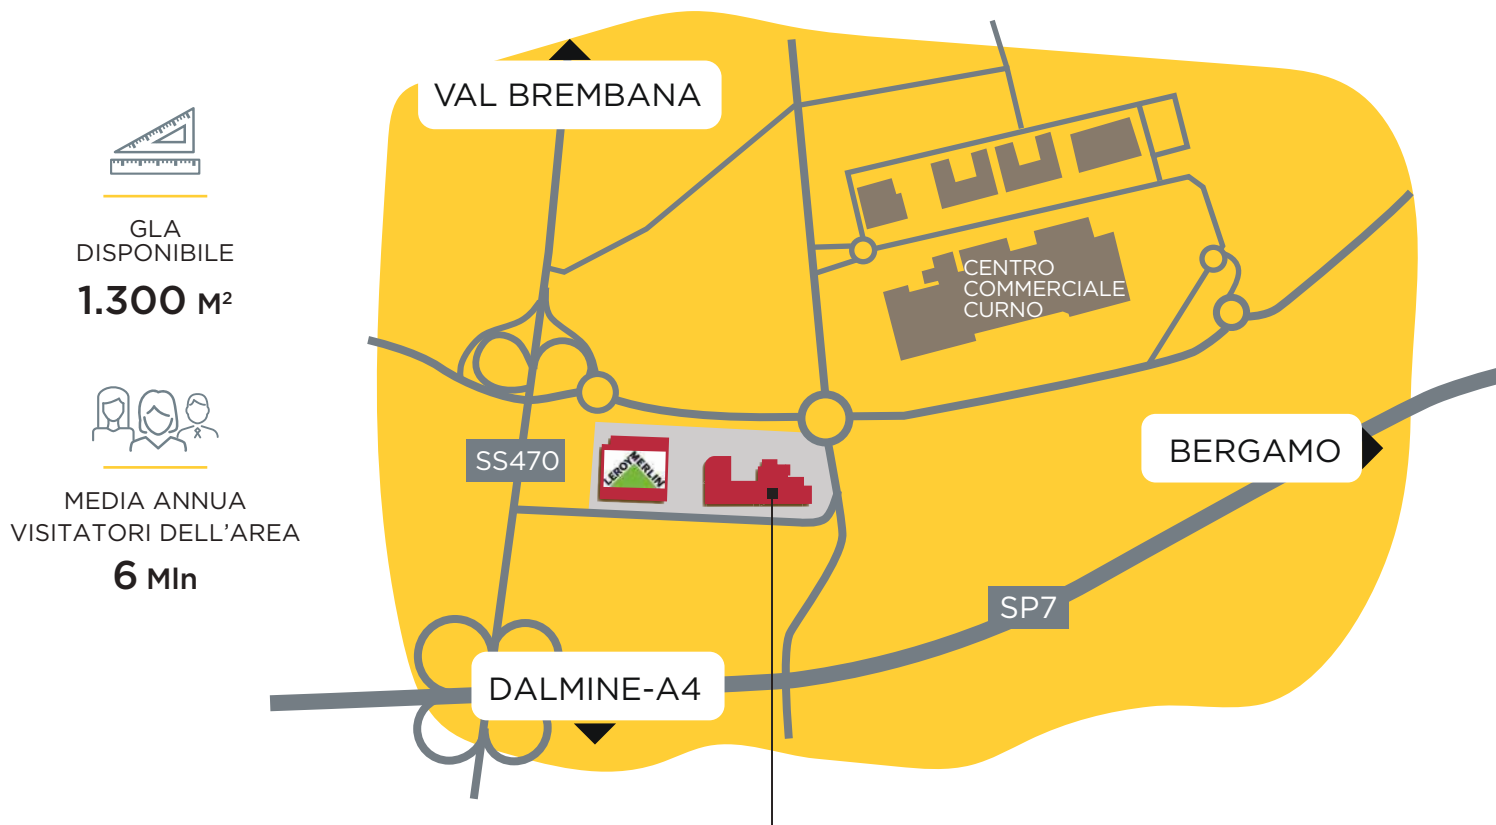 GLA
DISPONIBILE
1.300 M²
MEDIA ANNUA
VISITATORI DELL'AREA
6 Mln
VAL BREMBANA
CENTRO
COMMERCIALE
CURNO
SS470
LEROY MERLIN
BERGAMO
SP7
DALMINE-A4